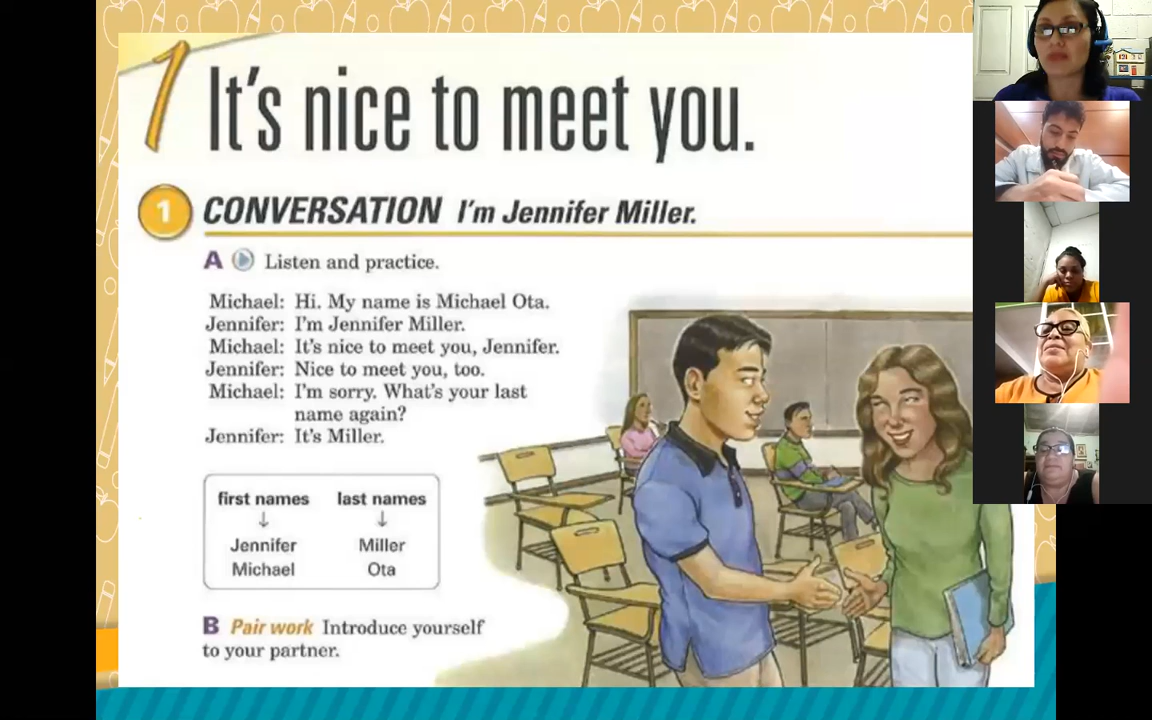 1 It's nice to meet you.
1 CONVERSATION I'm Jennifer Miller.
A Listen and practice.
Michael: Hi. My name is Michael Ota.
Jennifer: I'm Jennifer Miller.
Michael: It's nice to meet you, Jennifer.
Jennifer: Nice to meet you, too.
Michael: I'm sorry. What's your last
name again?
Jennifer: It's Miller.
first names last names
↓ ↓
Jennifer Miller
Michael Ota
B Pair work Introduce yourself
to your partner.